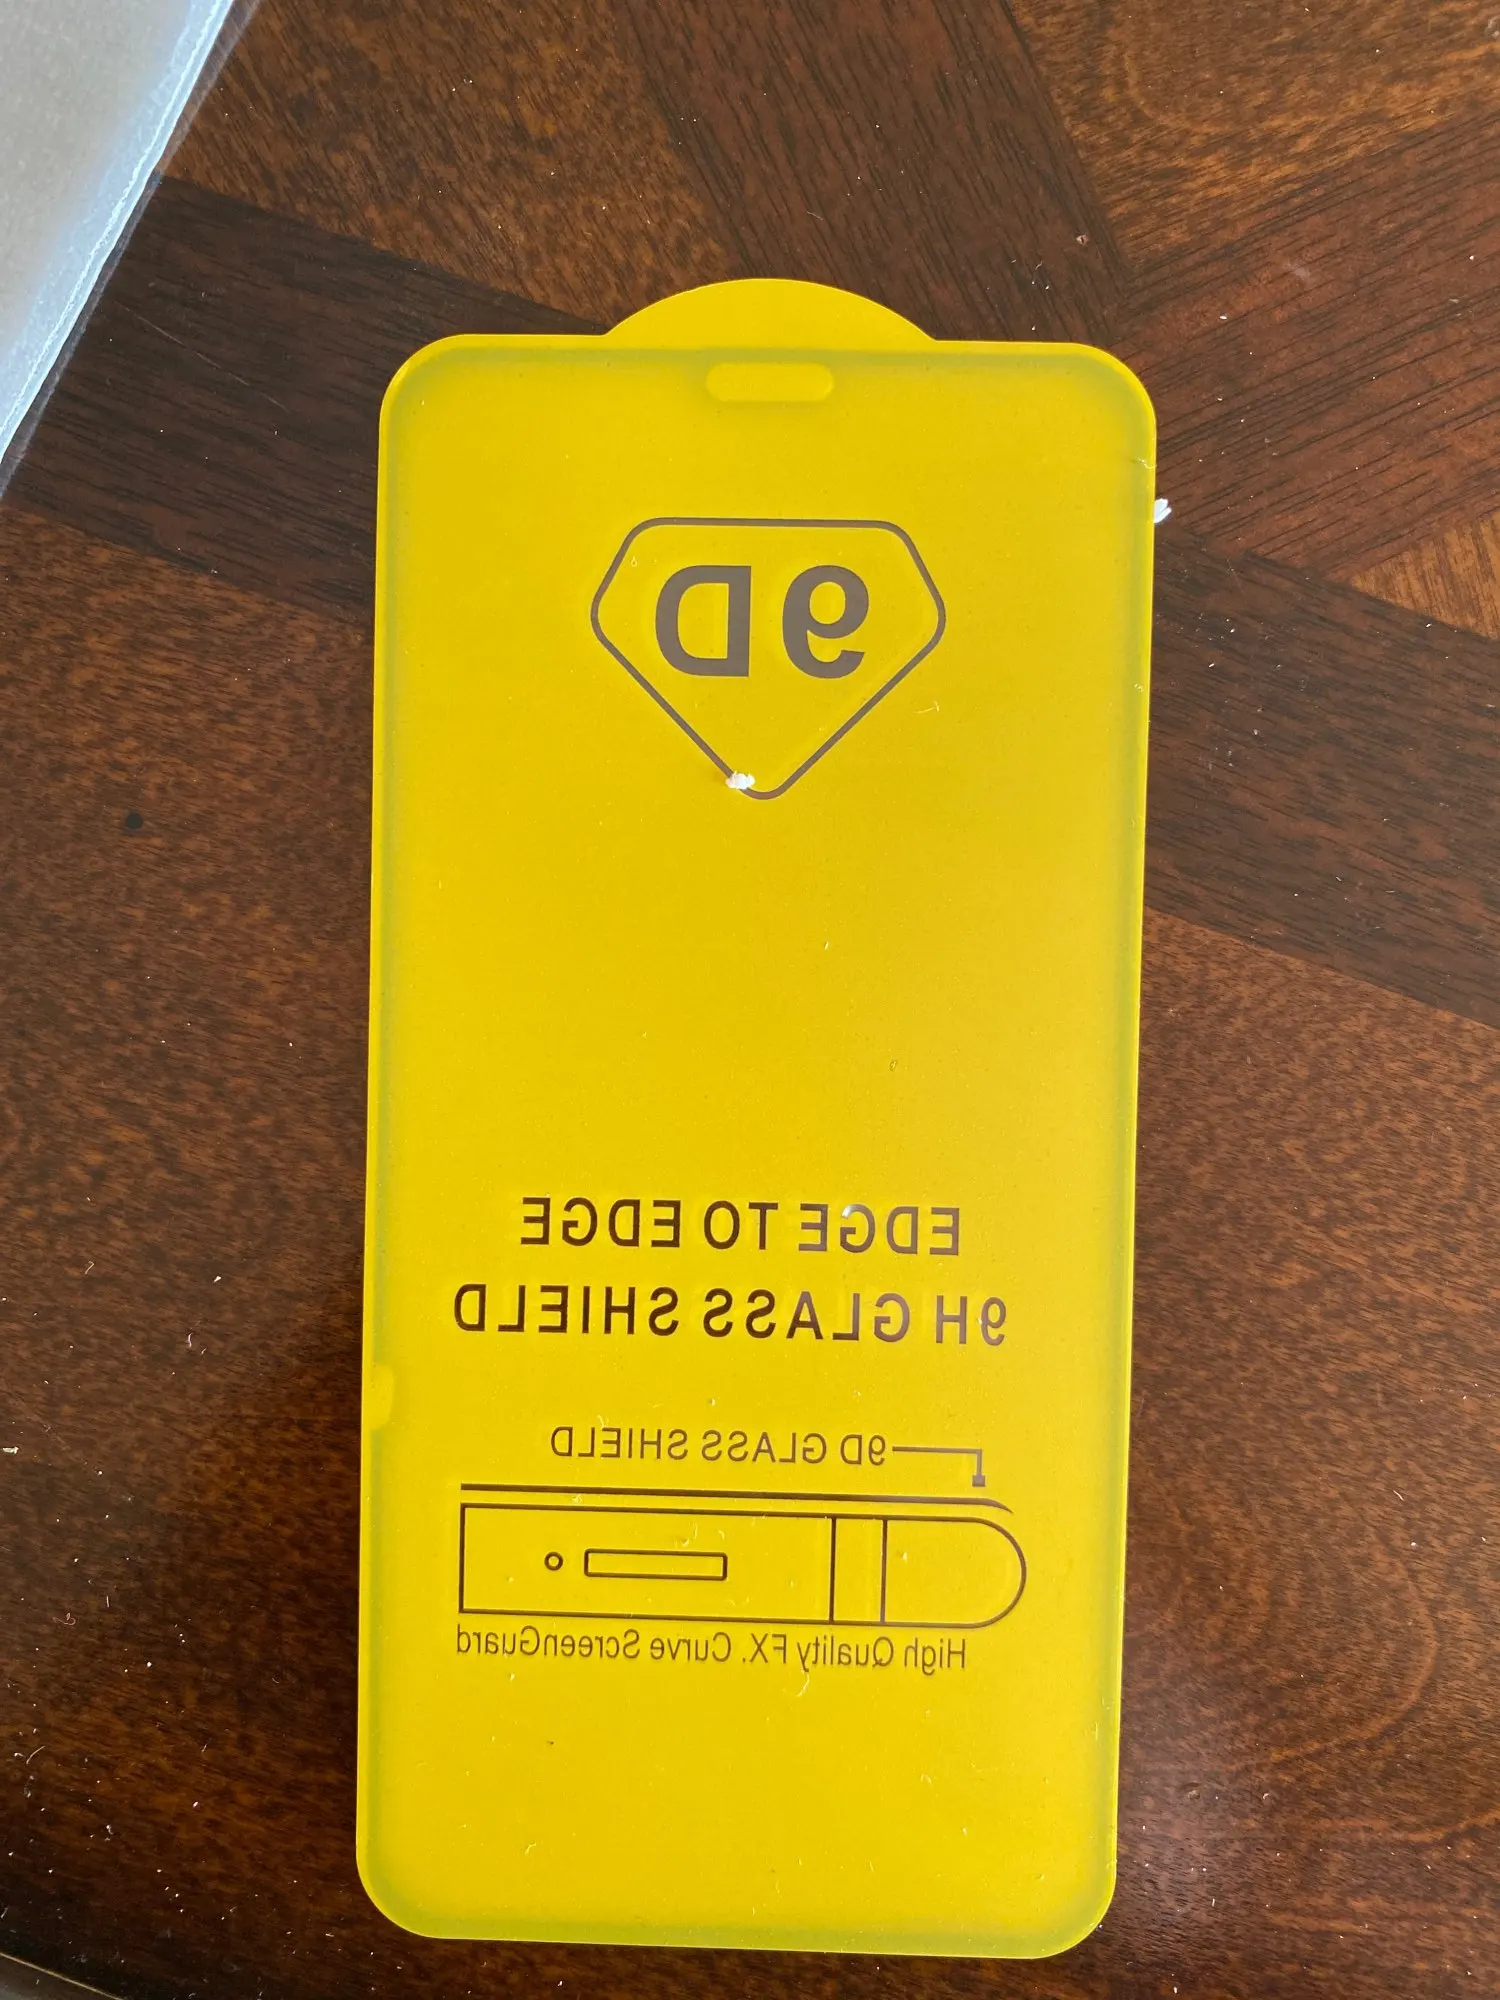 9D
EDGE TO EDGE
9H GLASS SHIELD
9D GLASS SHIELD
High Quality FX. Curve ScreenGuard